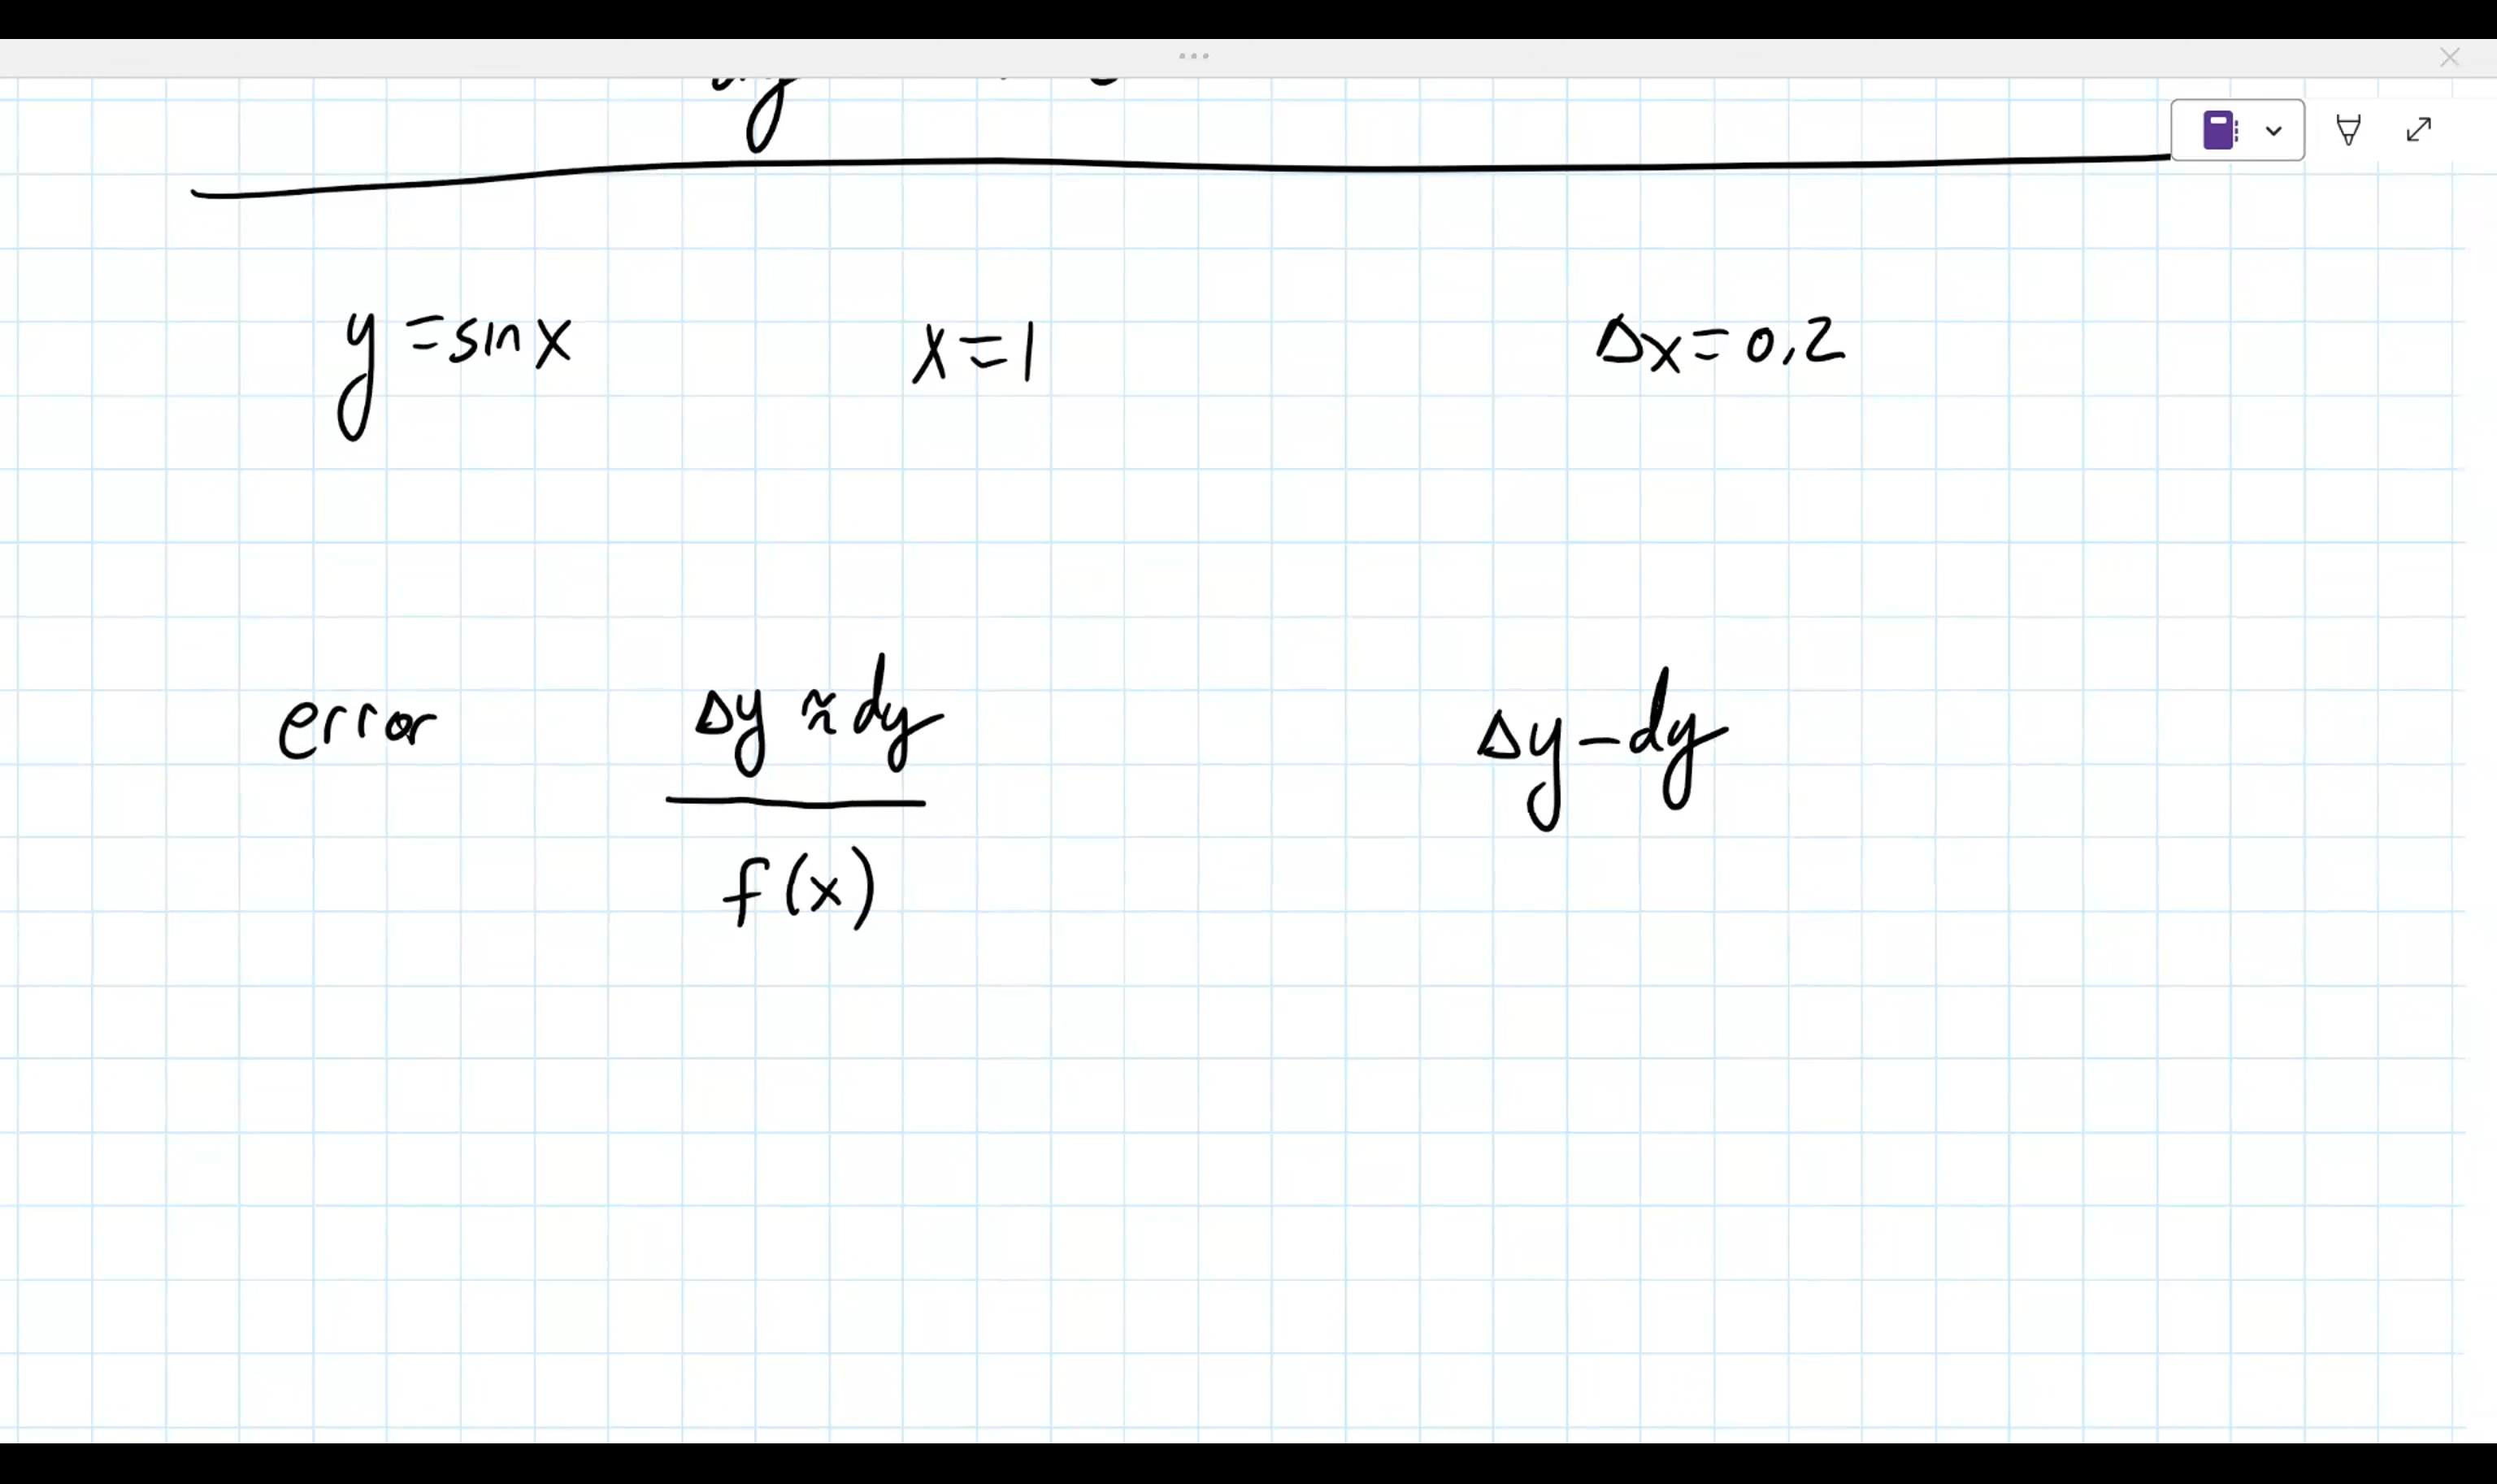 y = sin x x = 1 Δx = 0,2
error Δy ≈ dy Δy - dy
f(x)